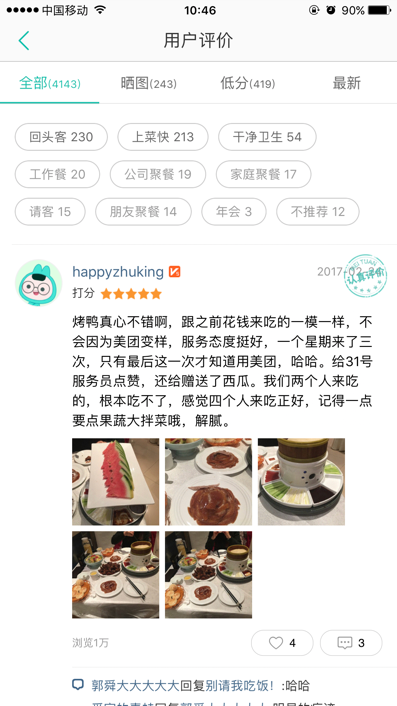 中国移动 10:46 90%
用户评价
全部(4143) 晒图(243) 低分(419) 最新
回头客 230 上菜快 213 干净卫生 54
工作餐 20 公司聚餐 19 家庭聚餐 17
请客 15 朋友聚餐 14 年会 3 不推荐 12
happyzhuking
2017-02-24
认真评价
打分
烤鸭真心不错啊，跟之前花钱来吃的一模一样，不
会因为美团变样，服务态度挺好，一个星期来了三
次，只有最后这一次才知道用美团，哈哈。给31号
服务员点赞，还给赠送了西瓜。我们两个人来吃
的，根本吃不了，感觉四个人来吃正好，记得一点
要点果蔬大拌菜哦，解腻。
浏览1万 4 3
郭舜大大大大大回复别请我吃饭！:哈哈